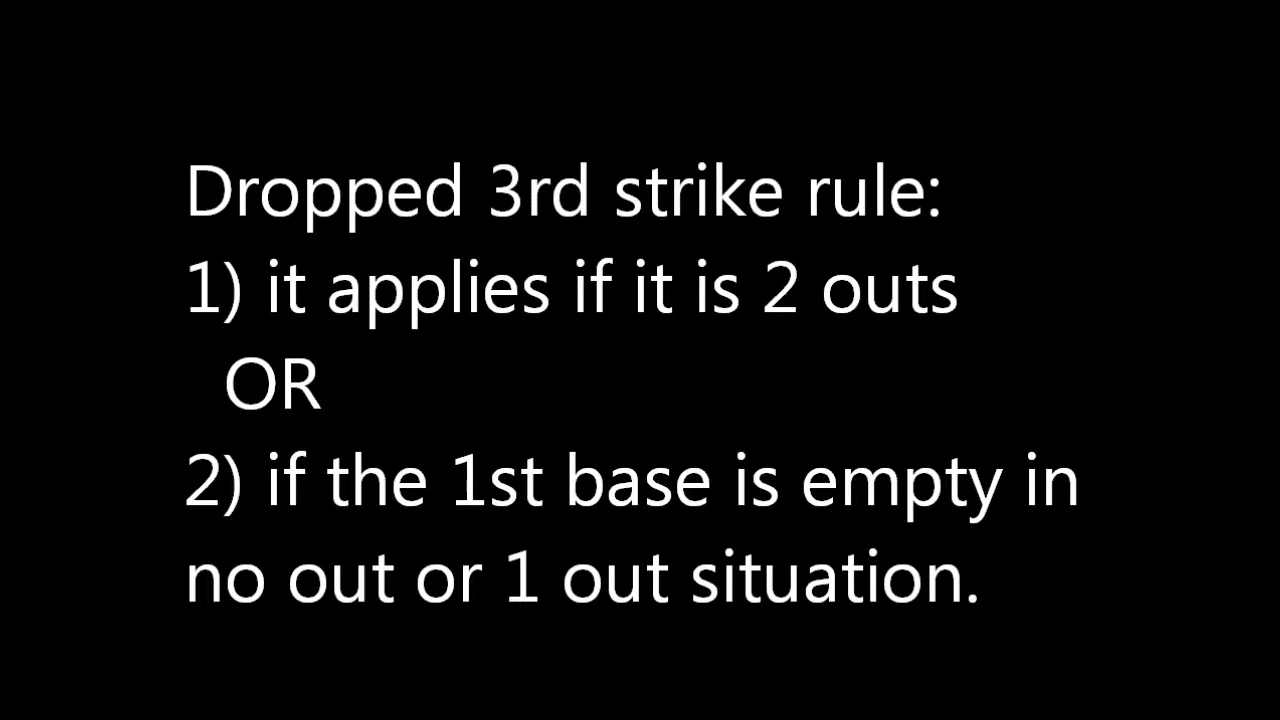 Dropped 3rd strike rule:
1) it applies if it is 2 outs
OR
2) if the 1st base is empty in
no out or 1 out situation.